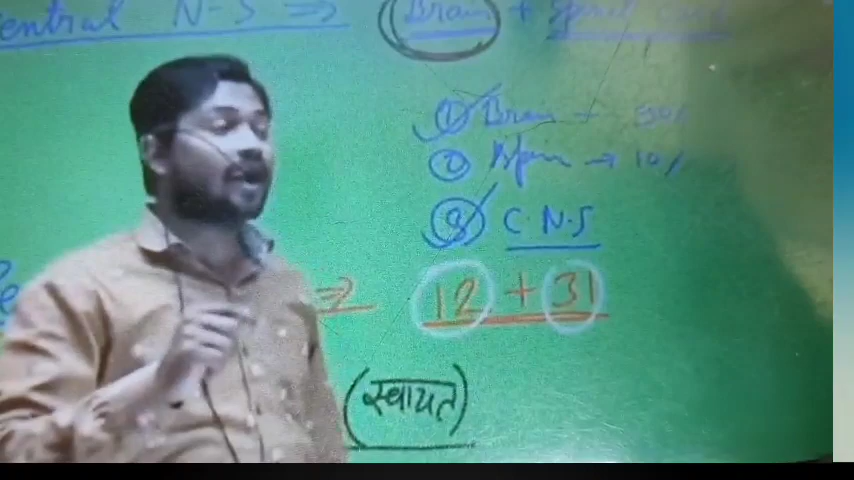 entral N-S ⇒ Brain + Spinal cord
① Brain
② Spin → 10%
③ C.N.S
⇒ 12 + 31
(स्वायत)